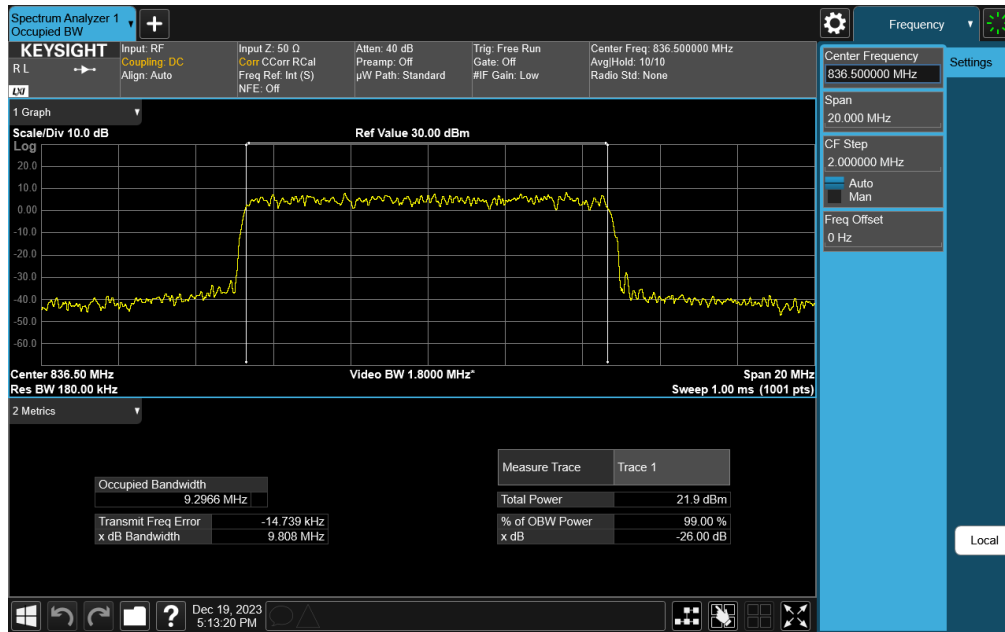 Spectrum Analyzer 1
Occupied BW
Frequency
KEYSIGHT
R L
LXI
Input: RF
Coupling: DC
Align: Auto
Input Z: 50 Ω
Corr CCorr RCal
Freq Ref: Int (S)
NFE: Off
Atten: 40 dB
Preamp: Off
µW Path: Standard
Trig: Free Run
Gate: Off
#IF Gain: Low
Center Freq: 836.500000 MHz
Avg|Hold: 10/10
Radio Std: None
Center Frequency
836.500000 MHz
Settings
Span
20.000 MHz
CF Step
2.000000 MHz
Auto
Man
Freq Offset
0 Hz
1 Graph
Scale/Div 10.0 dB
Ref Value 30.00 dBm
Log
20.0
10.0
0.00
-10.0
-20.0
-30.0
-40.0
-50.0
-60.0
Center 836.50 MHz
Video BW 1.8000 MHz*
Span 20 MHz
Res BW 180.00 kHz
Sweep 1.00 ms (1001 pts)
2 Metrics
Occupied Bandwidth
9.2966 MHz
Transmit Freq Error -14.739 kHz
x dB Bandwidth 9.808 MHz
Measure Trace Trace 1
Total Power 21.9 dBm
% of OBW Power 99.00 %
x dB -26.00 dB
Local
?
Dec 19, 2023
5:13:20 PM